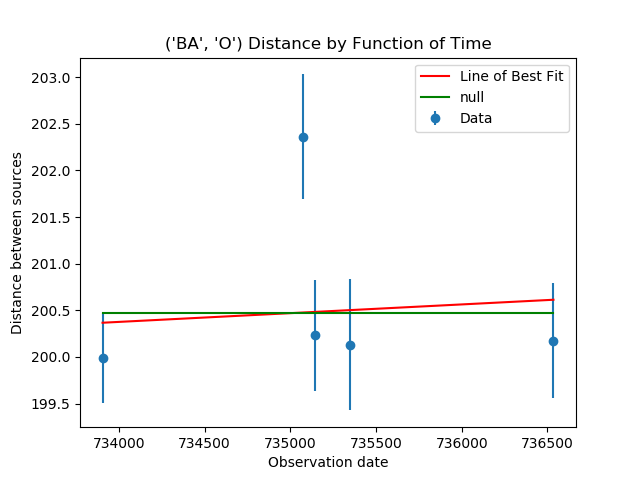 ('BA', 'O') Distance by Function of Time
Line of Best Fit
null
Data
Distance between sources
203.0
202.5
202.0
201.5
201.0
200.5
200.0
199.5
734000 734500 735000 735500 736000 736500
Observation date